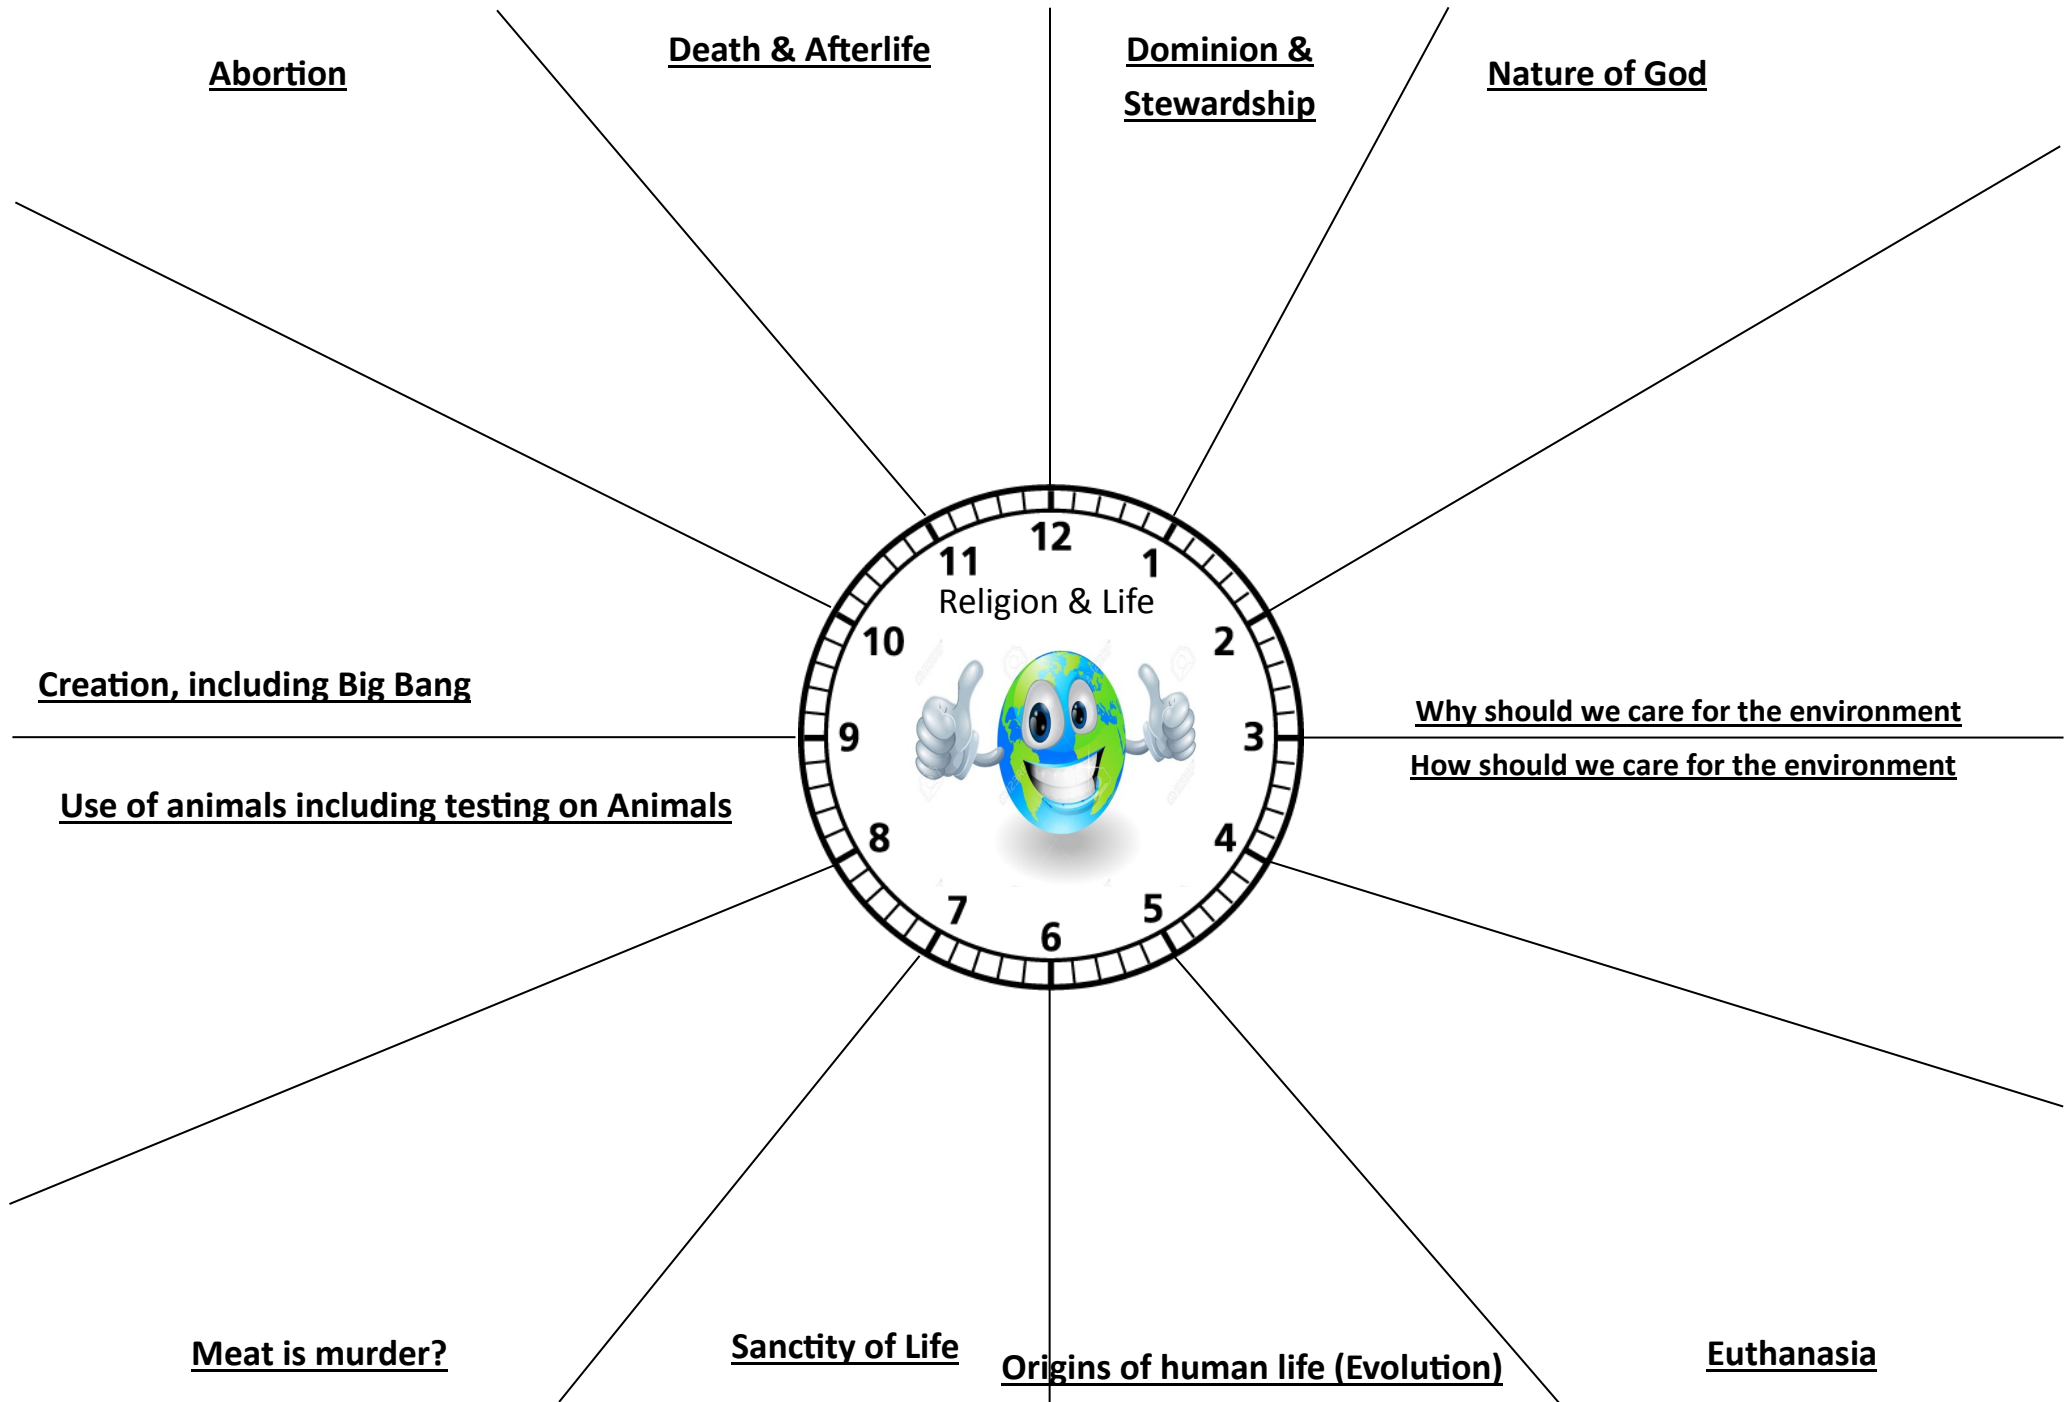 Abortion
Death & Afterlife
Dominion &
Stewardship
Nature of God
12
11
1
Religion & Life
10
2
Creation, including Big Bang
Why should we care for the environment
9
3
How should we care for the environment
Use of animals including testing on Animals
8
4
7
5
6
Meat is murder?
Sanctity of Life
Origins of human life (Evolution)
Euthanasia